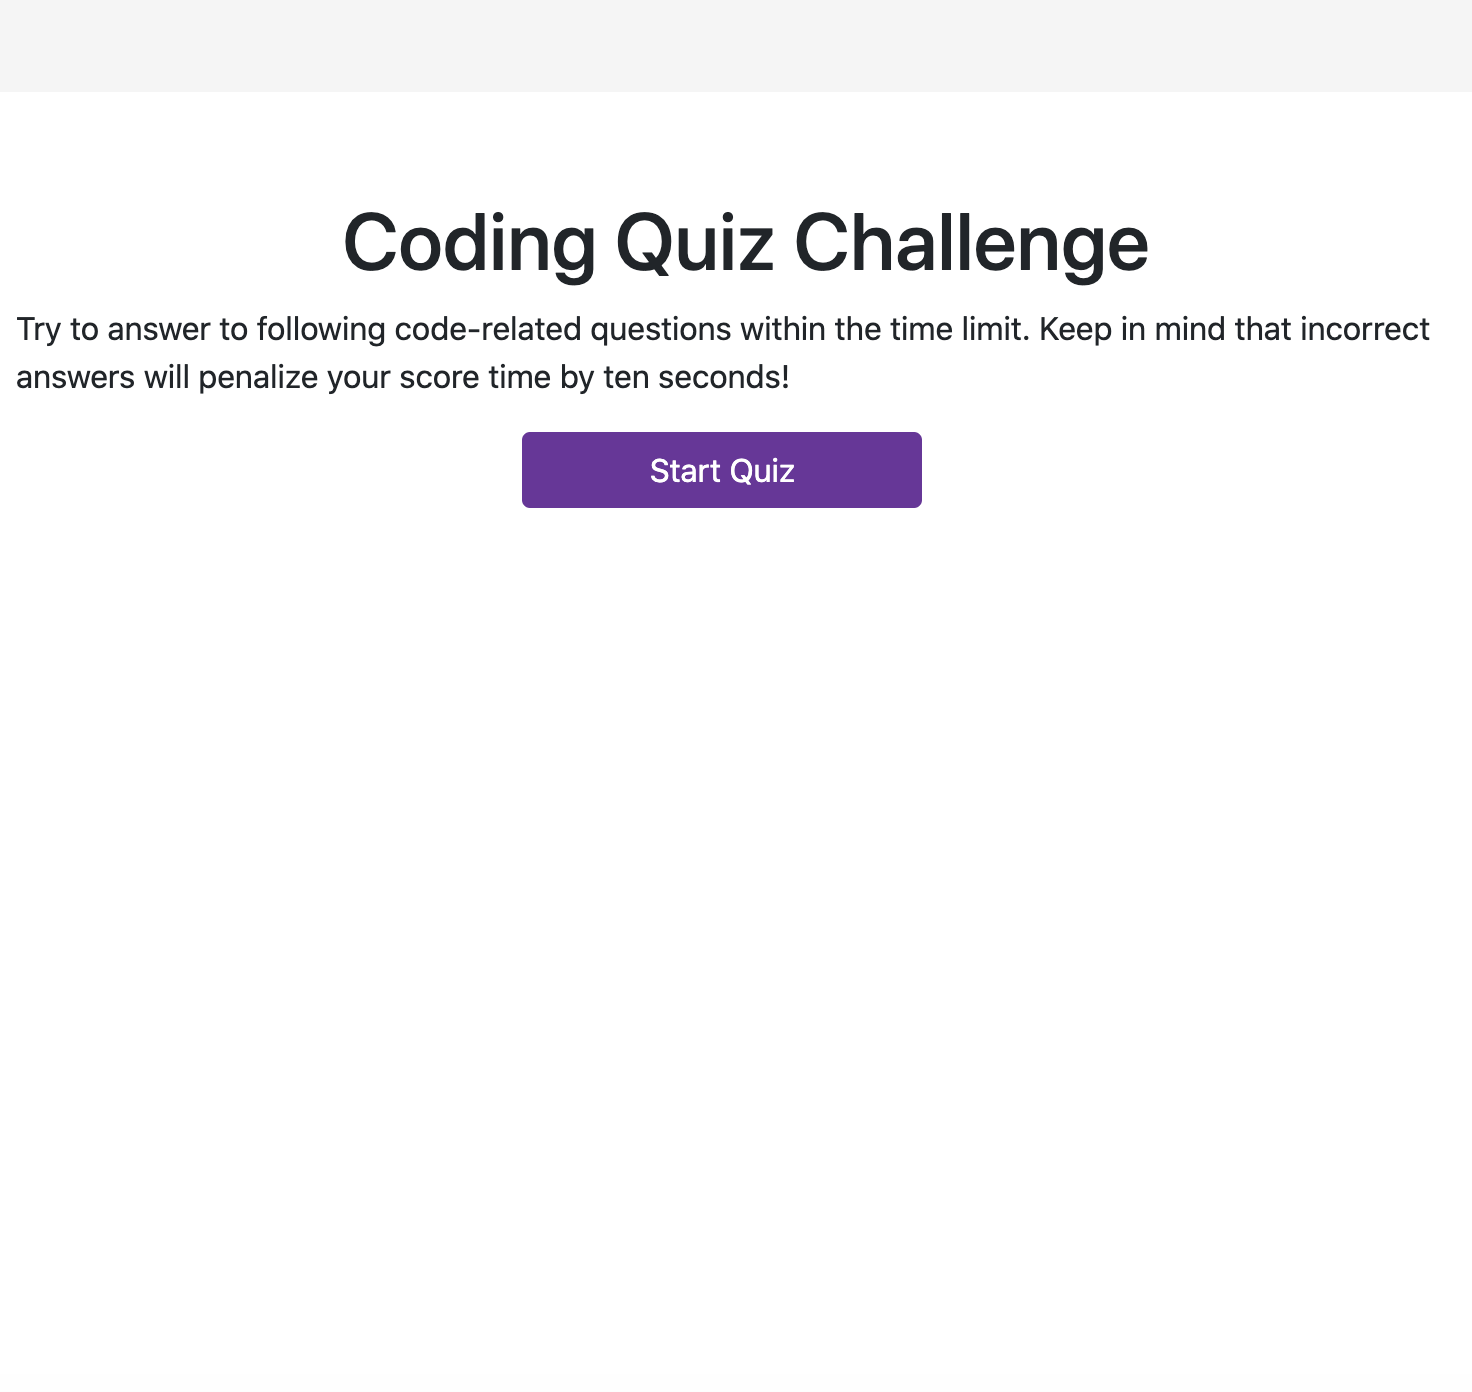 Coding Quiz Challenge
Try to answer to following code-related questions within the time limit. Keep in mind that incorrect
answers will penalize your score time by ten seconds!
Start Quiz